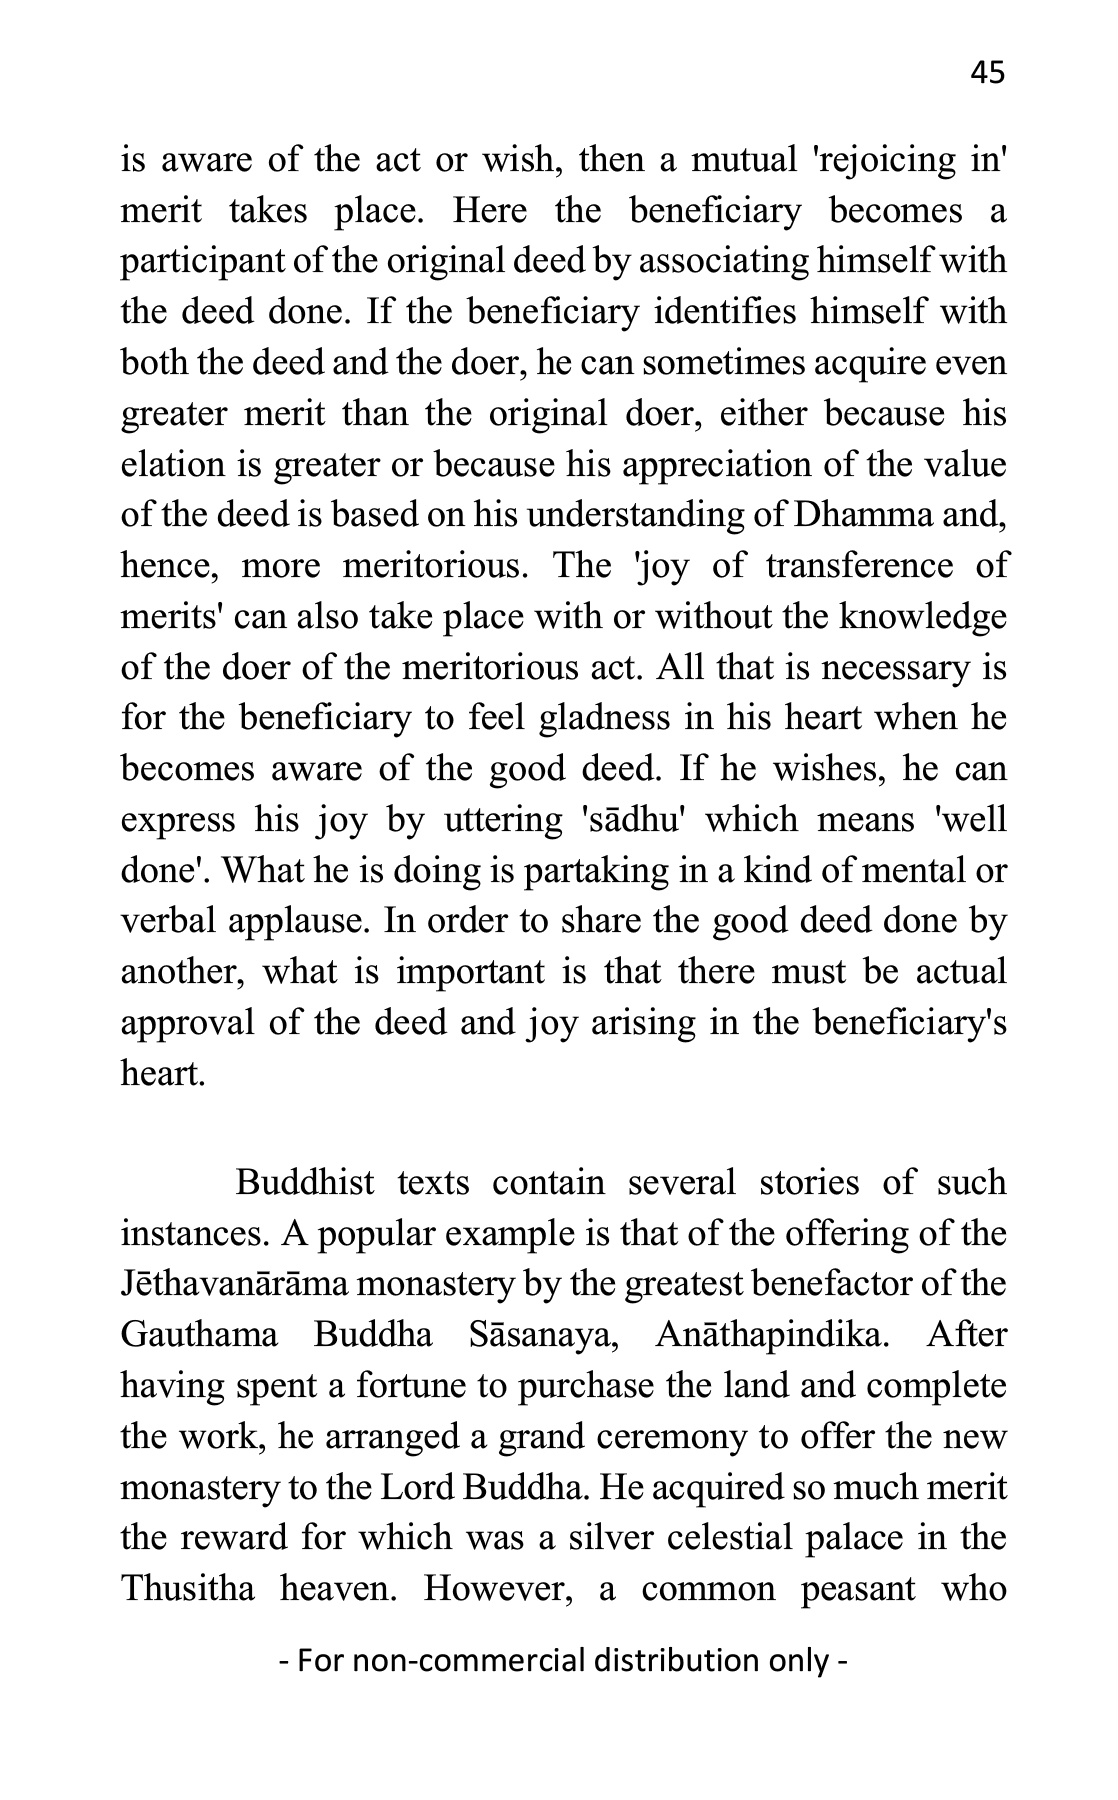 45
is aware of the act or wish, then a mutual 'rejoicing in'
merit takes place. Here the beneficiary becomes a
participant of the original deed by associating himself with
the deed done. If the beneficiary identifies himself with
both the deed and the doer, he can sometimes acquire even
greater merit than the original doer, either because his
elation is greater or because his appreciation of the value
of the deed is based on his understanding of Dhamma and,
hence, more meritorious. The 'joy of transference of
merits' can also take place with or without the knowledge
of the doer of the meritorious act. All that is necessary is
for the beneficiary to feel gladness in his heart when he
becomes aware of the good deed. If he wishes, he can
express his joy by uttering 'sādhu' which means 'well
done'. What he is doing is partaking in a kind of mental or
verbal applause. In order to share the good deed done by
another, what is important is that there must be actual
approval of the deed and joy arising in the beneficiary's
heart.
Buddhist texts contain several stories of such
instances. A popular example is that of the offering of the
Jēthavanārāma monastery by the greatest benefactor of the
Gauthama Buddha Sāsanaya, Anāthapindika. After
having spent a fortune to purchase the land and complete
the work, he arranged a grand ceremony to offer the new
monastery to the Lord Buddha. He acquired so much merit
the reward for which was a silver celestial palace in the
Thusitha heaven. However, a common peasant who
- For non-commercial distribution only -